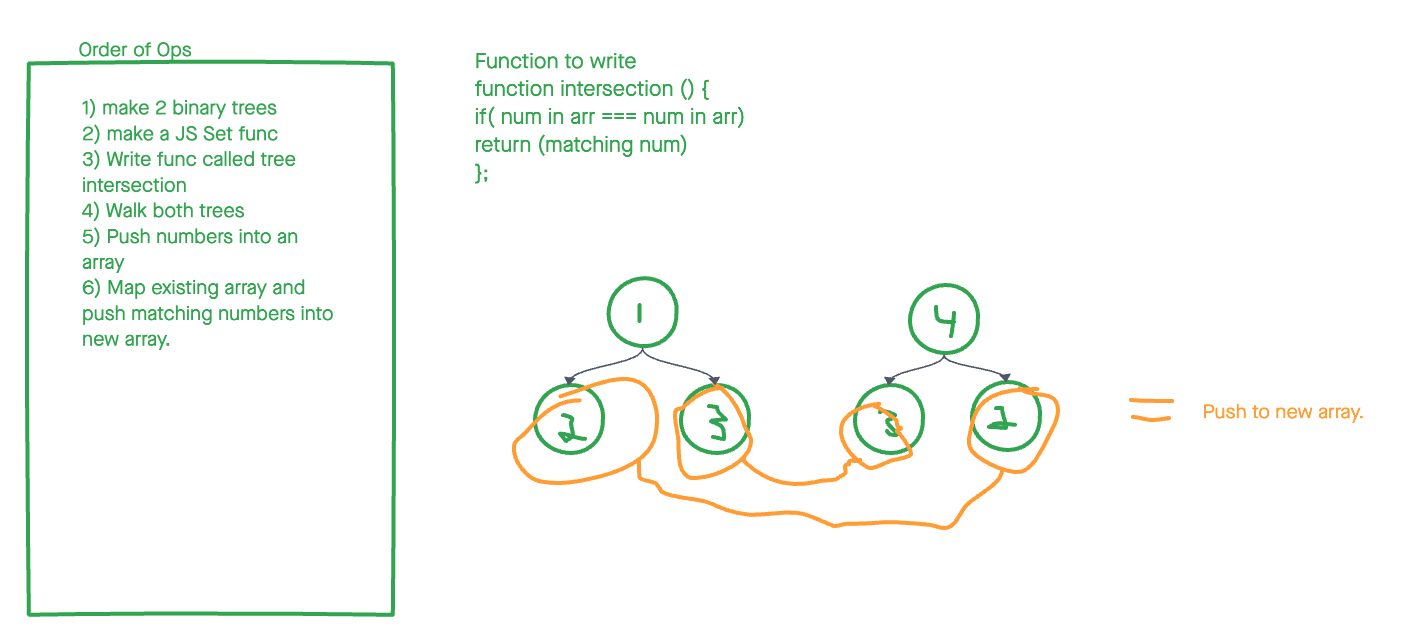 Order of Ops
1) make 2 binary trees
2) make a JS Set func
3) Write func called tree
intersection
4) Walk both trees
5) Push numbers into an
array
6) Map existing array and
push matching numbers into
new array.
Function to write
function intersection () {
if( num in arr === num in arr)
return (matching num)
};
1
4
2
3
3
2
Push to new array.